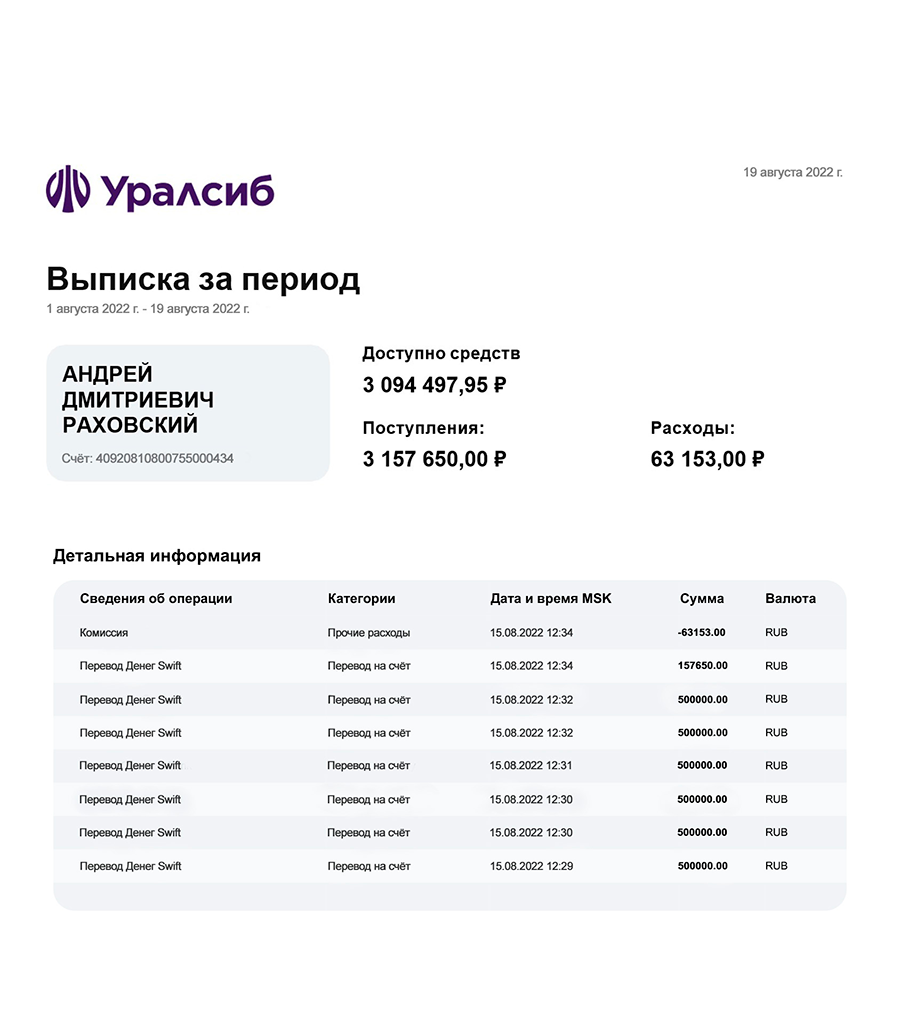 Уралсиб
19 августа 2022 г.
Выписка за период
1 августа 2022 г. - 19 августа 2022 г.
АНДРЕЙ
ДМИТРИЕВИЧ
РАХОВСКИЙ
Счёт: 40920810800755000434
Доступно средств
3 094 497,95 ₽
Поступления: Расходы:
3 157 650,00 ₽ 63 153,00 ₽
Детальная информация
Сведения об операции Категории Дата и время MSK Сумма Валюта
Комиссия Прочие расходы 15.08.2022 12:34 -63153.00 RUB
Перевод Денег Swift Перевод на счёт 15.08.2022 12:34 157650.00 RUB
Перевод Денег Swift Перевод на счёт 15.08.2022 12:32 500000.00 RUB
Перевод Денег Swift Перевод на счёт 15.08.2022 12:32 500000.00 RUB
Перевод Денег Swift Перевод на счёт 15.08.2022 12:31 500000.00 RUB
Перевод Денег Swift Перевод на счёт 15.08.2022 12:30 500000.00 RUB
Перевод Денег Swift Перевод на счёт 15.08.2022 12:30 500000.00 RUB
Перевод Денег Swift Перевод на счёт 15.08.2022 12:29 500000.00 RUB